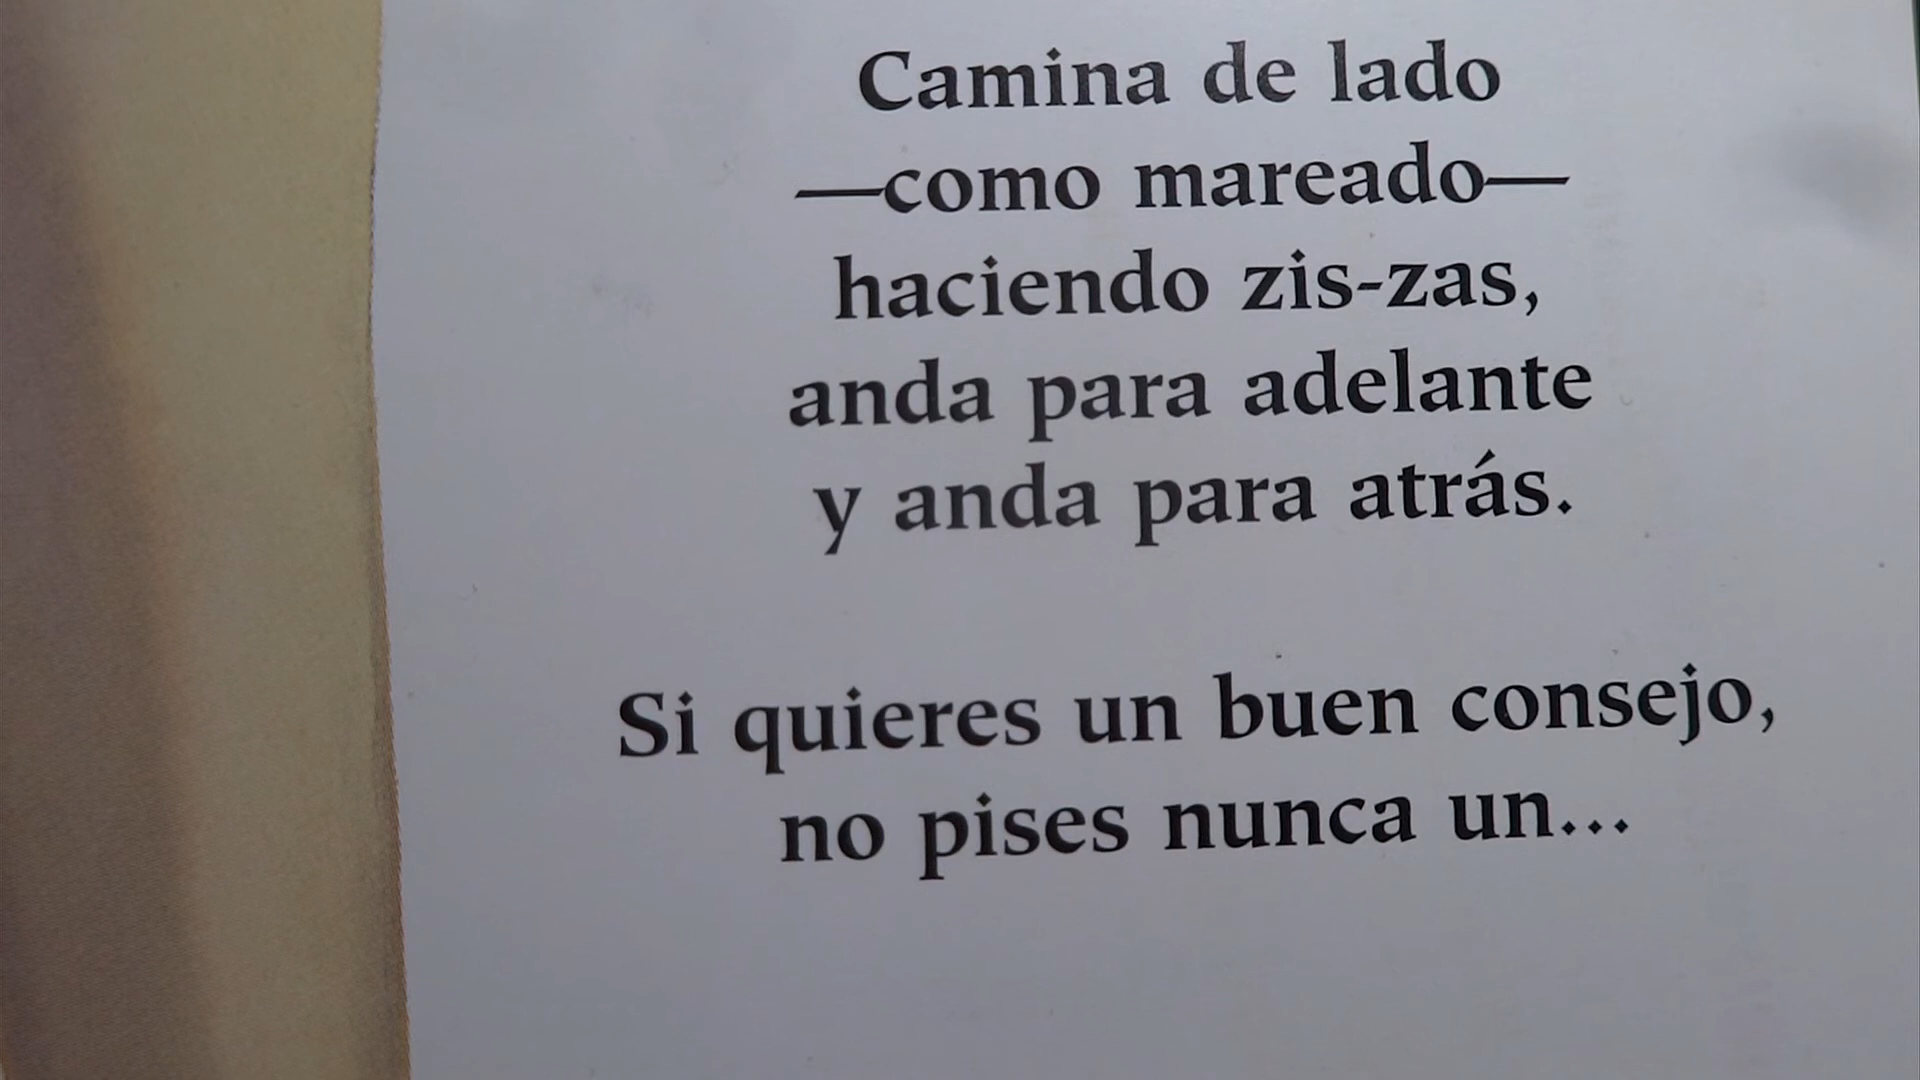 Camina de lado
—como mareado—
haciendo zis-zas,
anda para adelante
y anda para atrás.
Si quieres un buen consejo,
no pises nunca un...